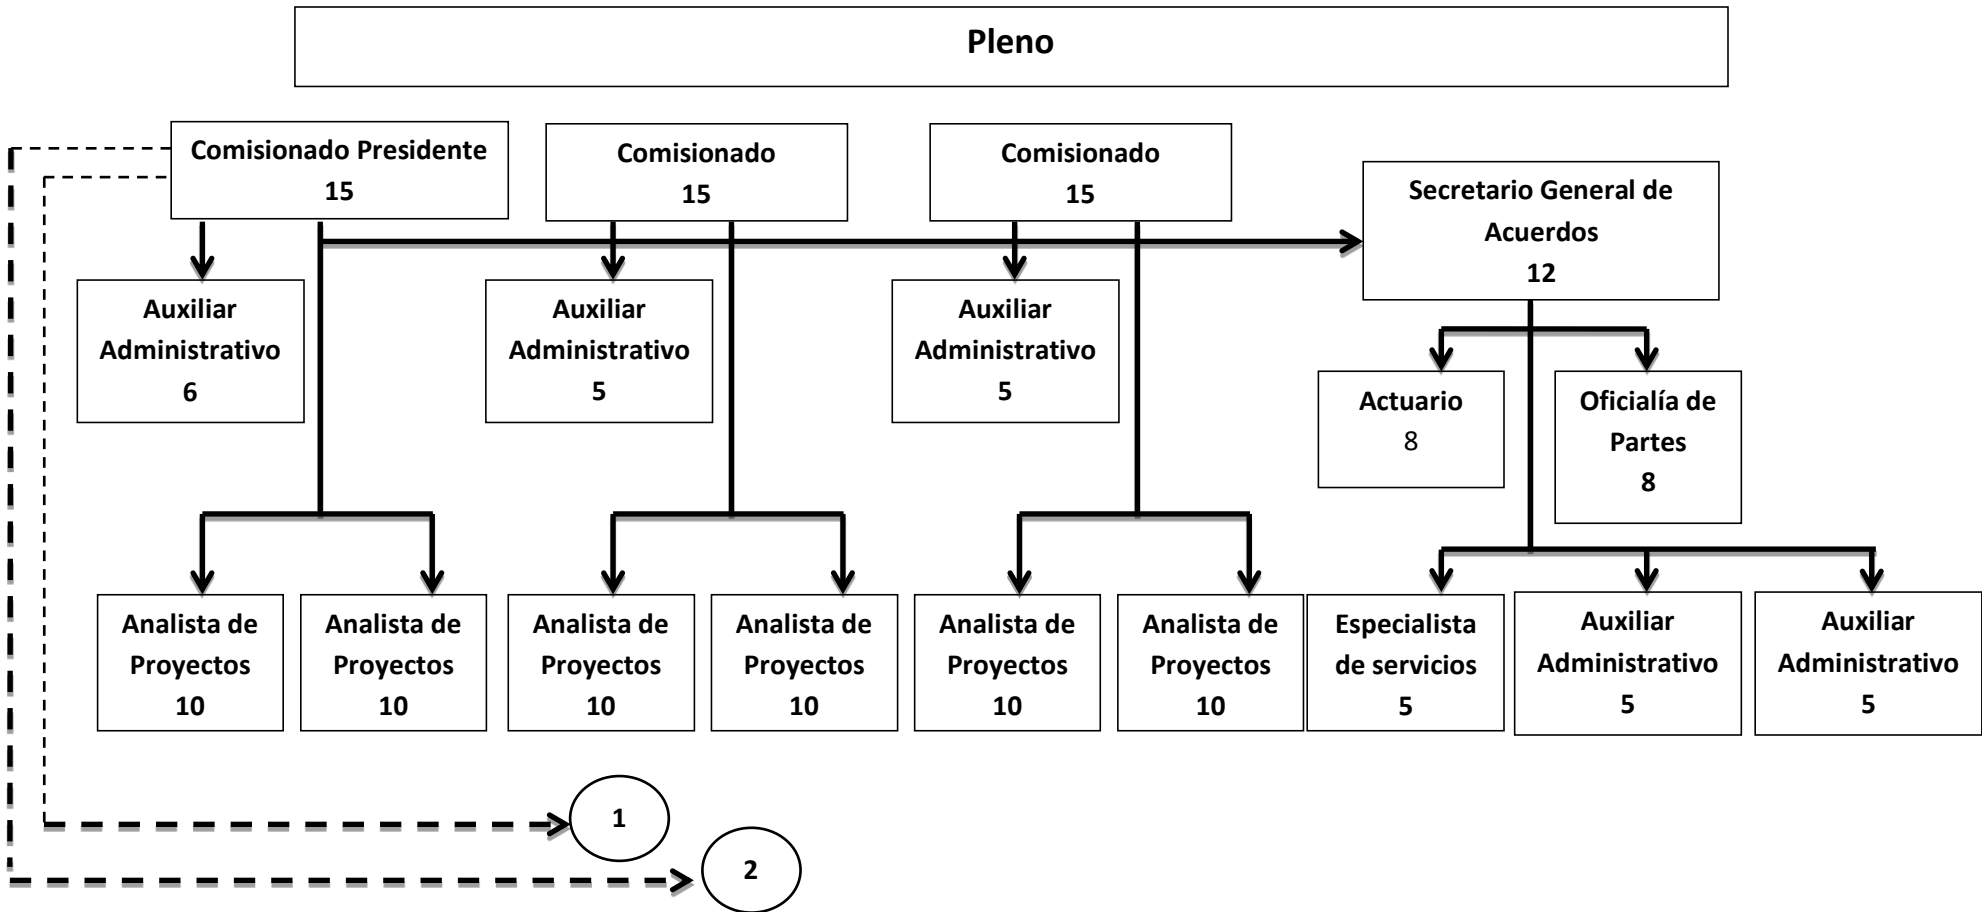 Pleno
Comisionado Presidente
15
Comisionado
15
Comisionado
15
Secretario General de
Acuerdos
12
Auxiliar
Administrativo
6
Auxiliar
Administrativo
5
Auxiliar
Administrativo
5
Actuario
8
Oficialía de
Partes
8
Analista de
Proyectos
10
Analista de
Proyectos
10
Analista de
Proyectos
10
Analista de
Proyectos
10
Analista de
Proyectos
10
Analista de
Proyectos
10
Especialista
de servicios
5
Auxiliar
Administrativo
5
Auxiliar
Administrativo
5
1
2